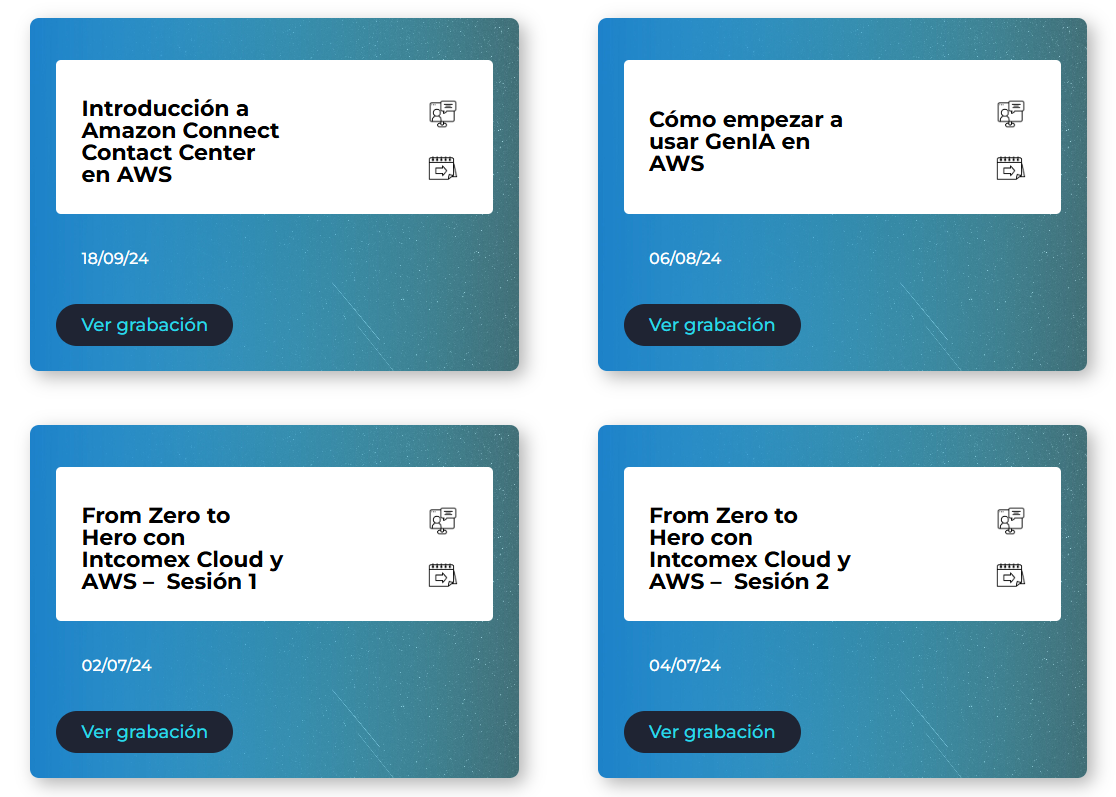 Introducción a
Amazon Connect
Contact Center
en AWS
18/09/24
Ver grabación
Cómo empezar a
usar GenIA en
AWS
06/08/24
Ver grabación
From Zero to
Hero con
Intcomex Cloud y
AWS – Sesión 1
02/07/24
Ver grabación
From Zero to
Hero con
Intcomex Cloud y
AWS – Sesión 2
04/07/24
Ver grabación